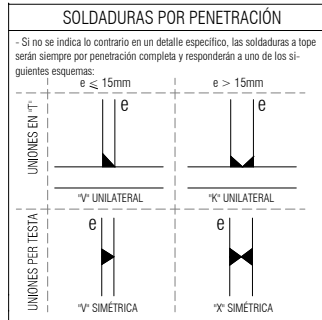 SOLDADURAS POR PENETRACIÓN
- Si no se indica lo contrario en un detalle específico, las soldaduras a tope
serán siempre por penetración completa y responderán a uno de los si-
guientes esquemas:
e ⩽ 15mm
e > 15mm
UNIONES EN "T"
e
e
"V" UNILATERAL
"K" UNILATERAL
UNIONES PER TESTA
e
e
"V" SIMÉTRICA
"X" SIMÉTRICA